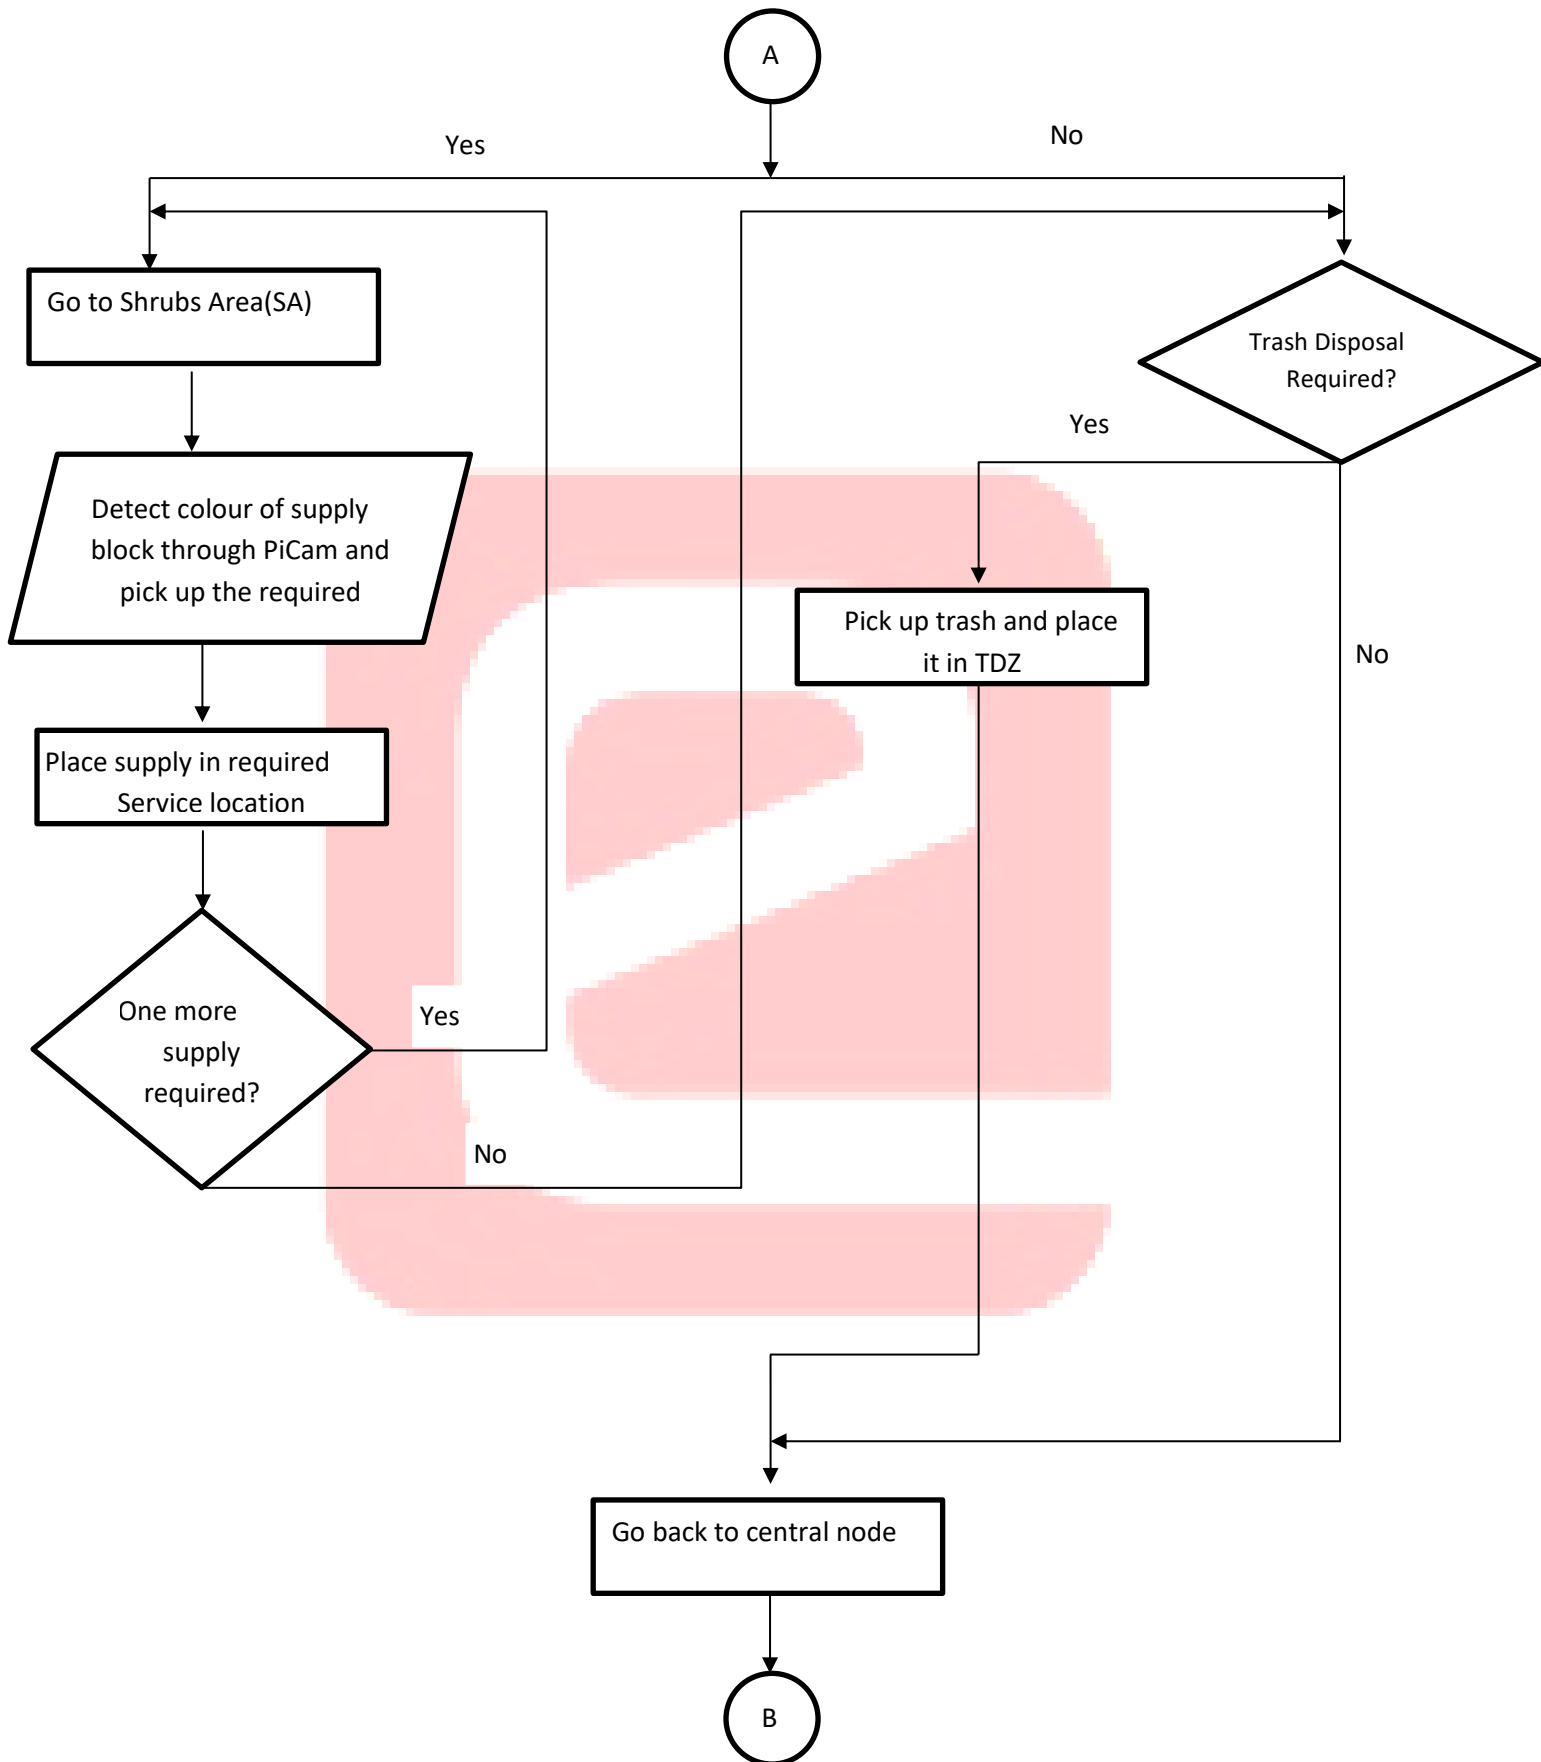 A
Yes
No
Go to Shrubs Area(SA)
Trash Disposal
Required?
Yes
Detect colour of supply
block through PiCam and
pick up the required
Pick up trash and place
it in TDZ
No
Place supply in required
Service location
One more
supply
required?
Yes
No
Go back to central node
B